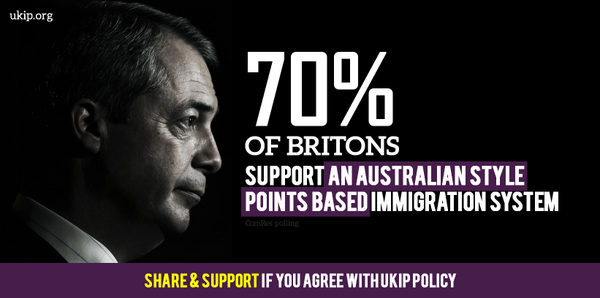 ukip.org
70%
OF BRITONS
SUPPORT AN AUSTRALIAN STYLE
POINTS BASED IMMIGRATION SYSTEM
ComRes polling
SHARE & SUPPORT IF YOU AGREE WITH UKIP POLICY